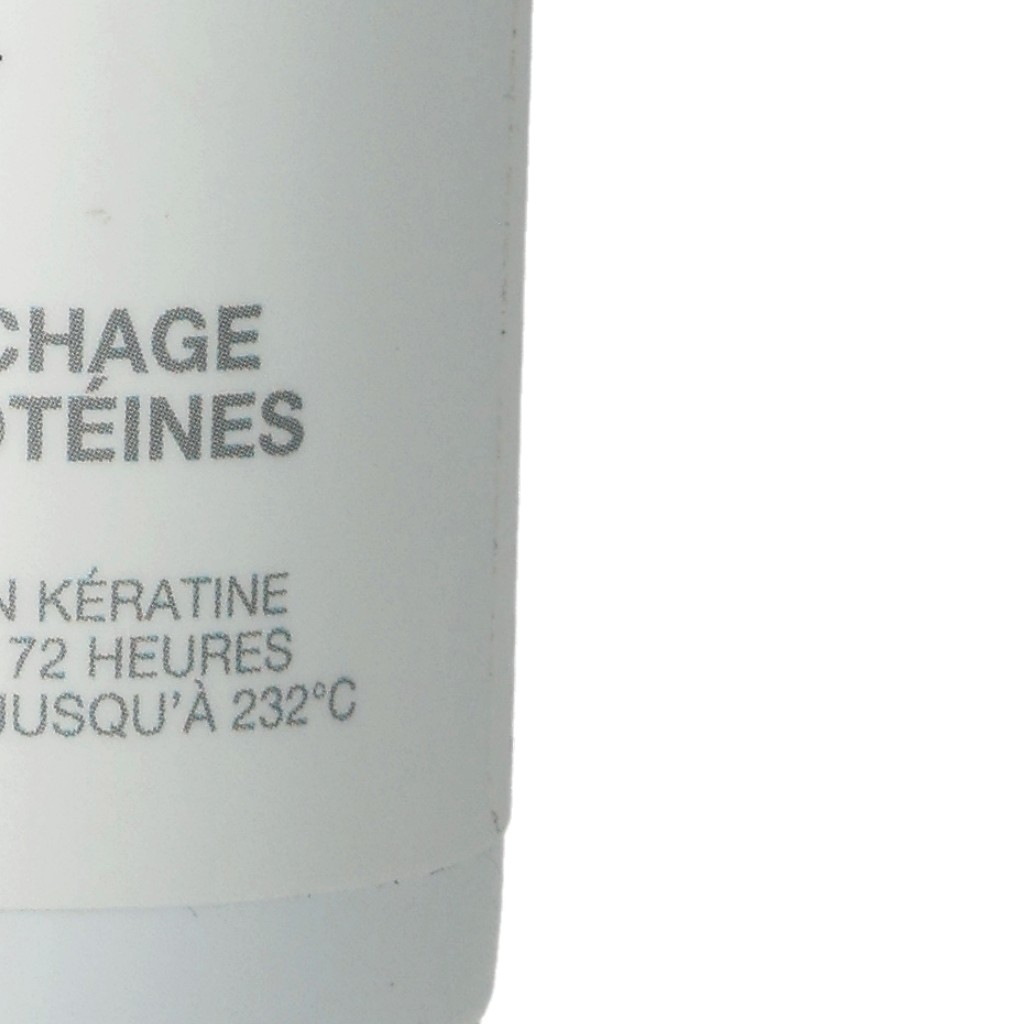 CHAGE
OTÉINES
N KÉRATINE
72 HEURES
JUSQU'À 232°C